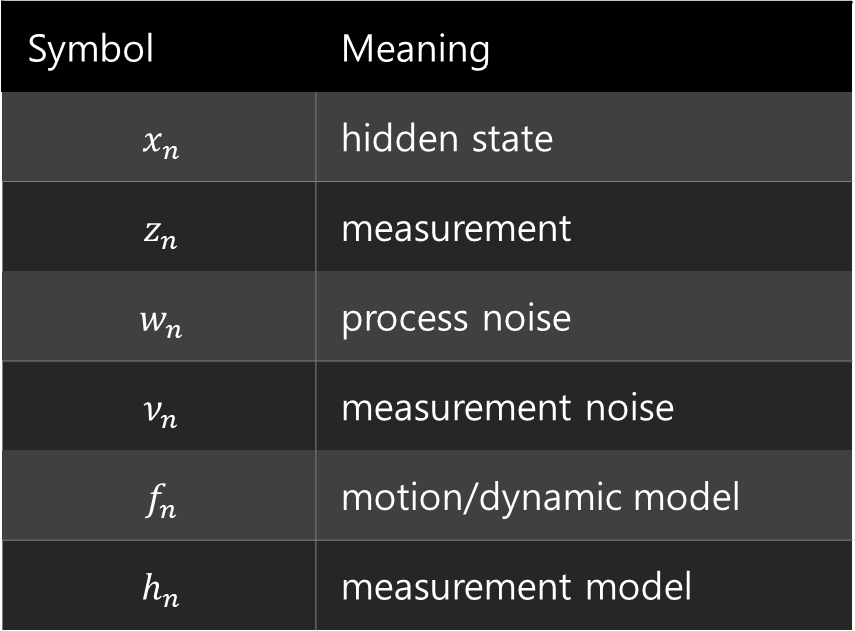 Symbol Meaning
xₙ hidden state
zₙ measurement
wₙ process noise
νₙ measurement noise
fₙ motion/dynamic model
hₙ measurement model